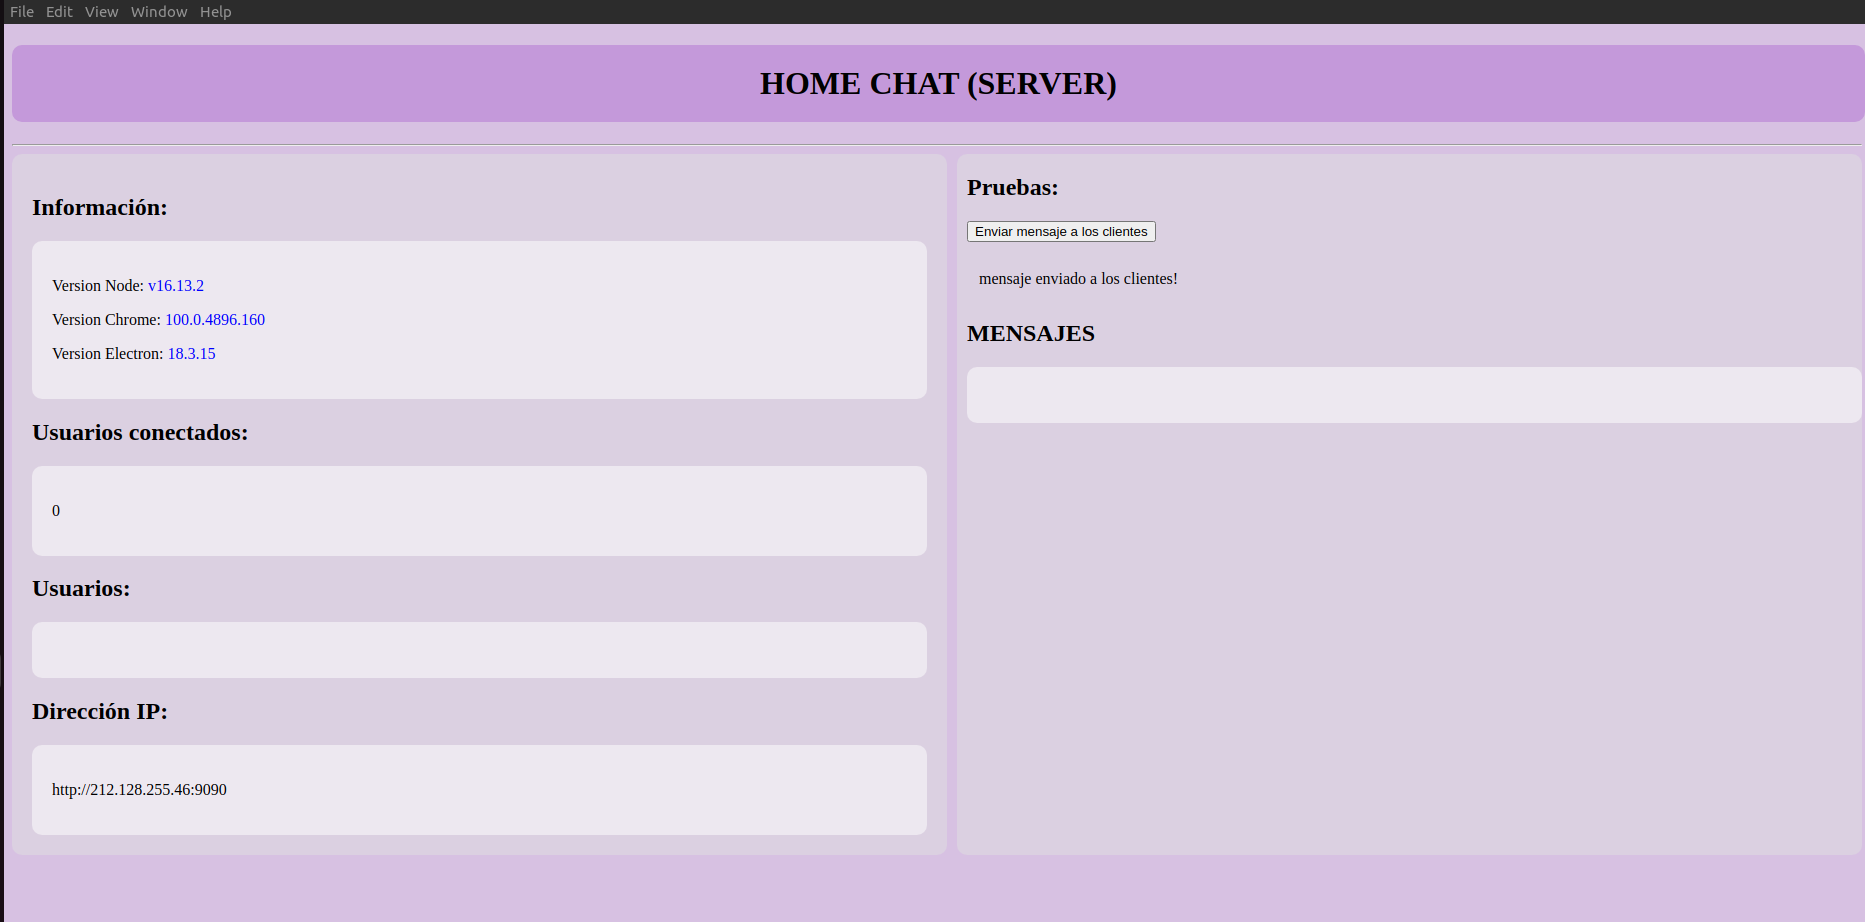 File Edit View Window Help
HOME CHAT (SERVER)
Información:
Version Node: v16.13.2
Version Chrome: 100.0.4896.160
Version Electron: 18.3.15
Usuarios conectados:
0
Usuarios:
Dirección IP:
http://212.128.255.46:9090
Pruebas:
Enviar mensaje a los clientes
mensaje enviado a los clientes!
MENSAJES